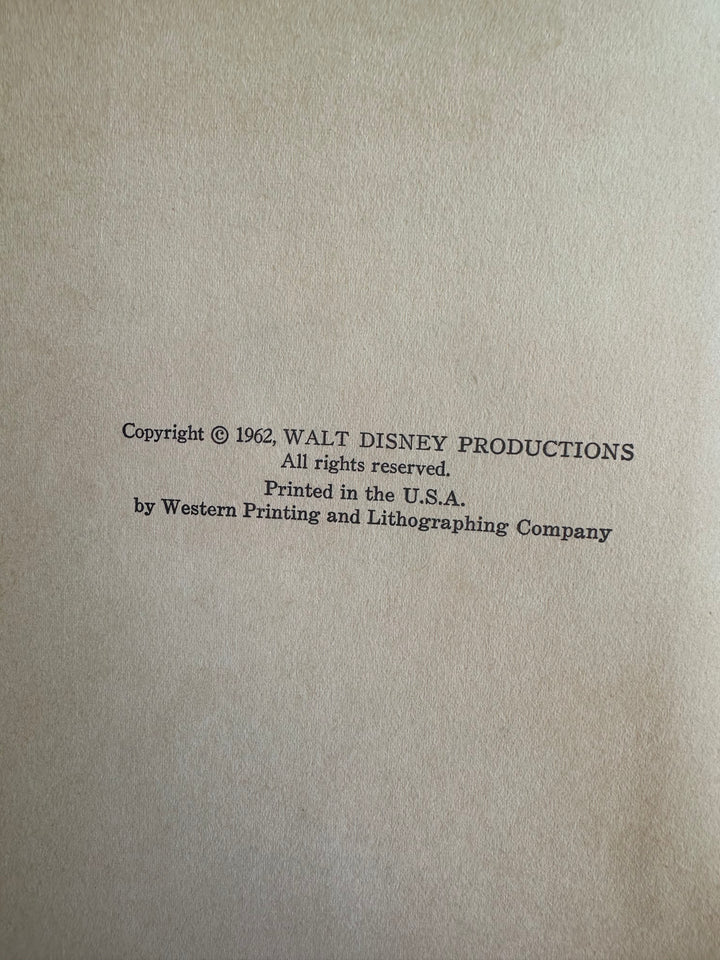 Copyright © 1962, WALT DISNEY PRODUCTIONS
All rights reserved.
Printed in the U.S.A.
by Western Printing and Lithographing Company